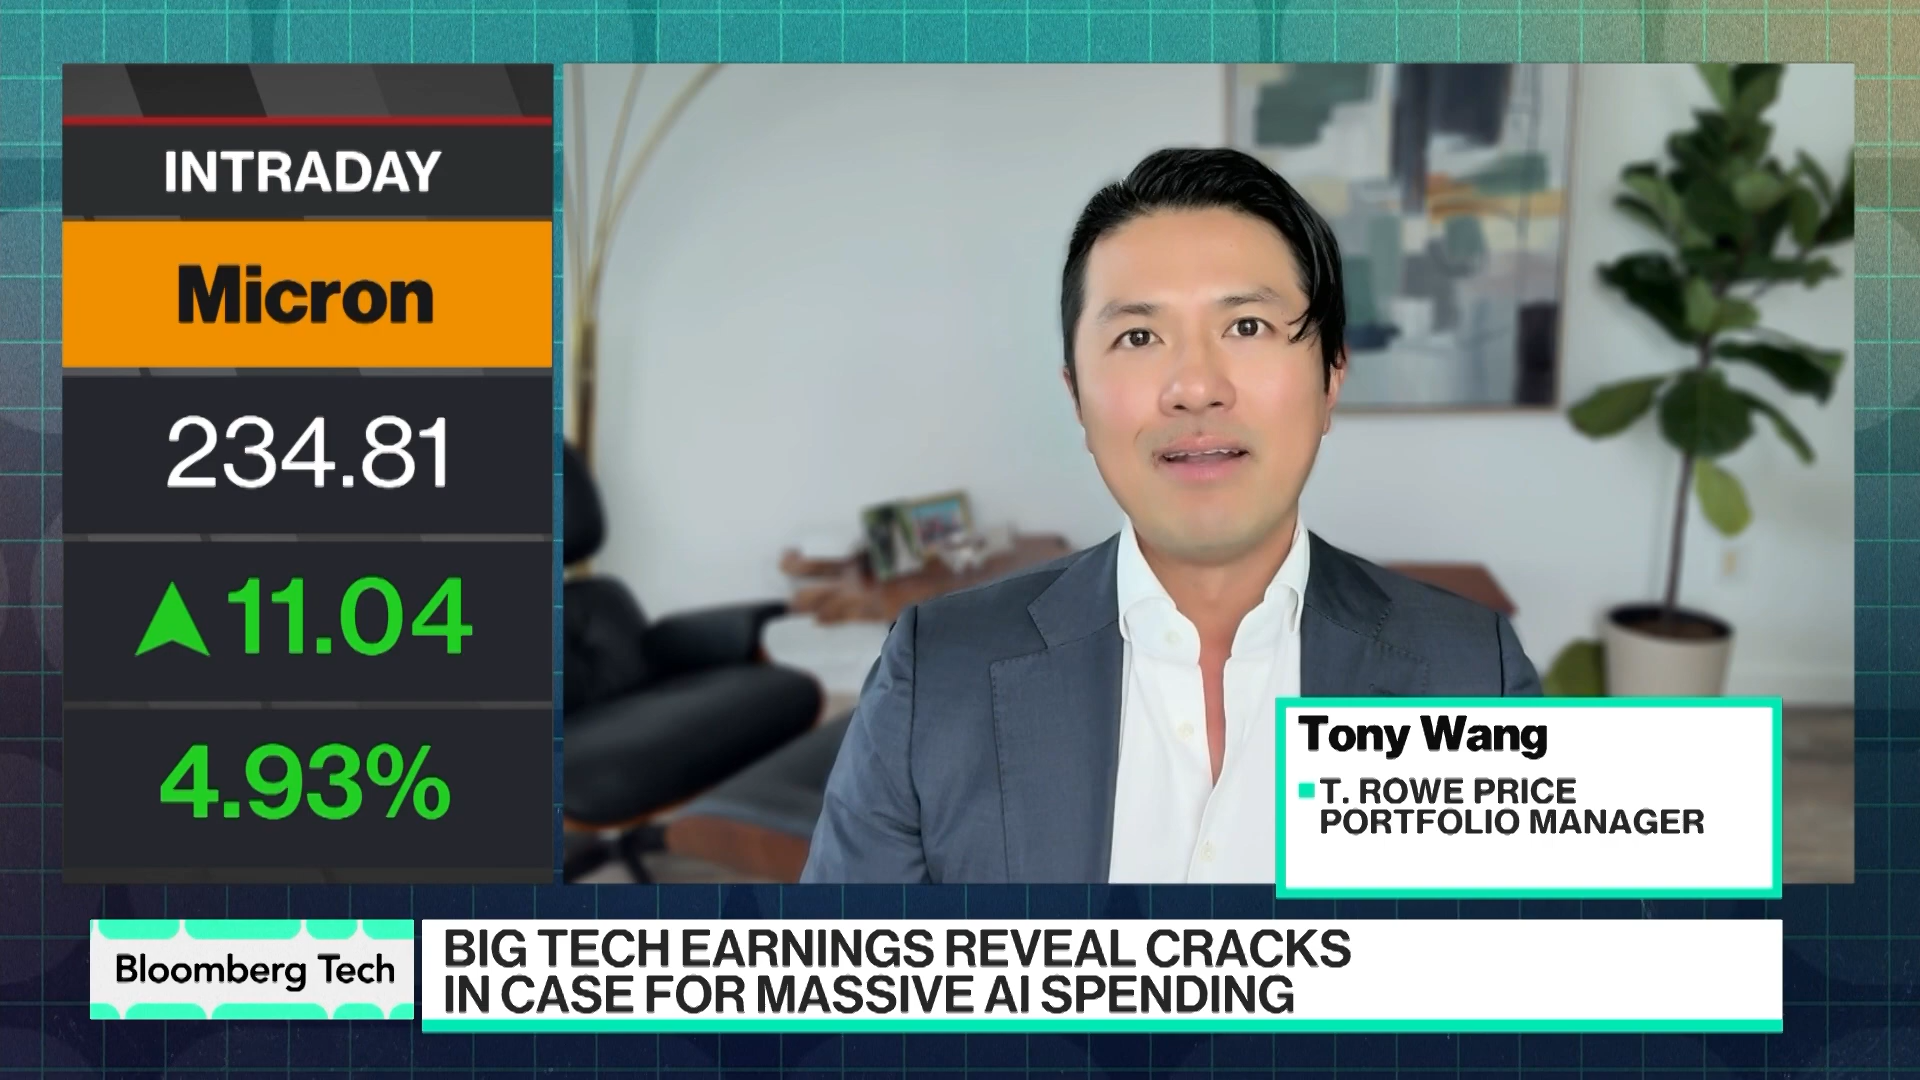 INTRADAY
Micron
234.81
▲11.04
4.93%
Tony Wang
T. ROWE PRICE
PORTFOLIO MANAGER
Bloomberg Tech
BIG TECH EARNINGS REVEAL CRACKS
IN CASE FOR MASSIVE AI SPENDING